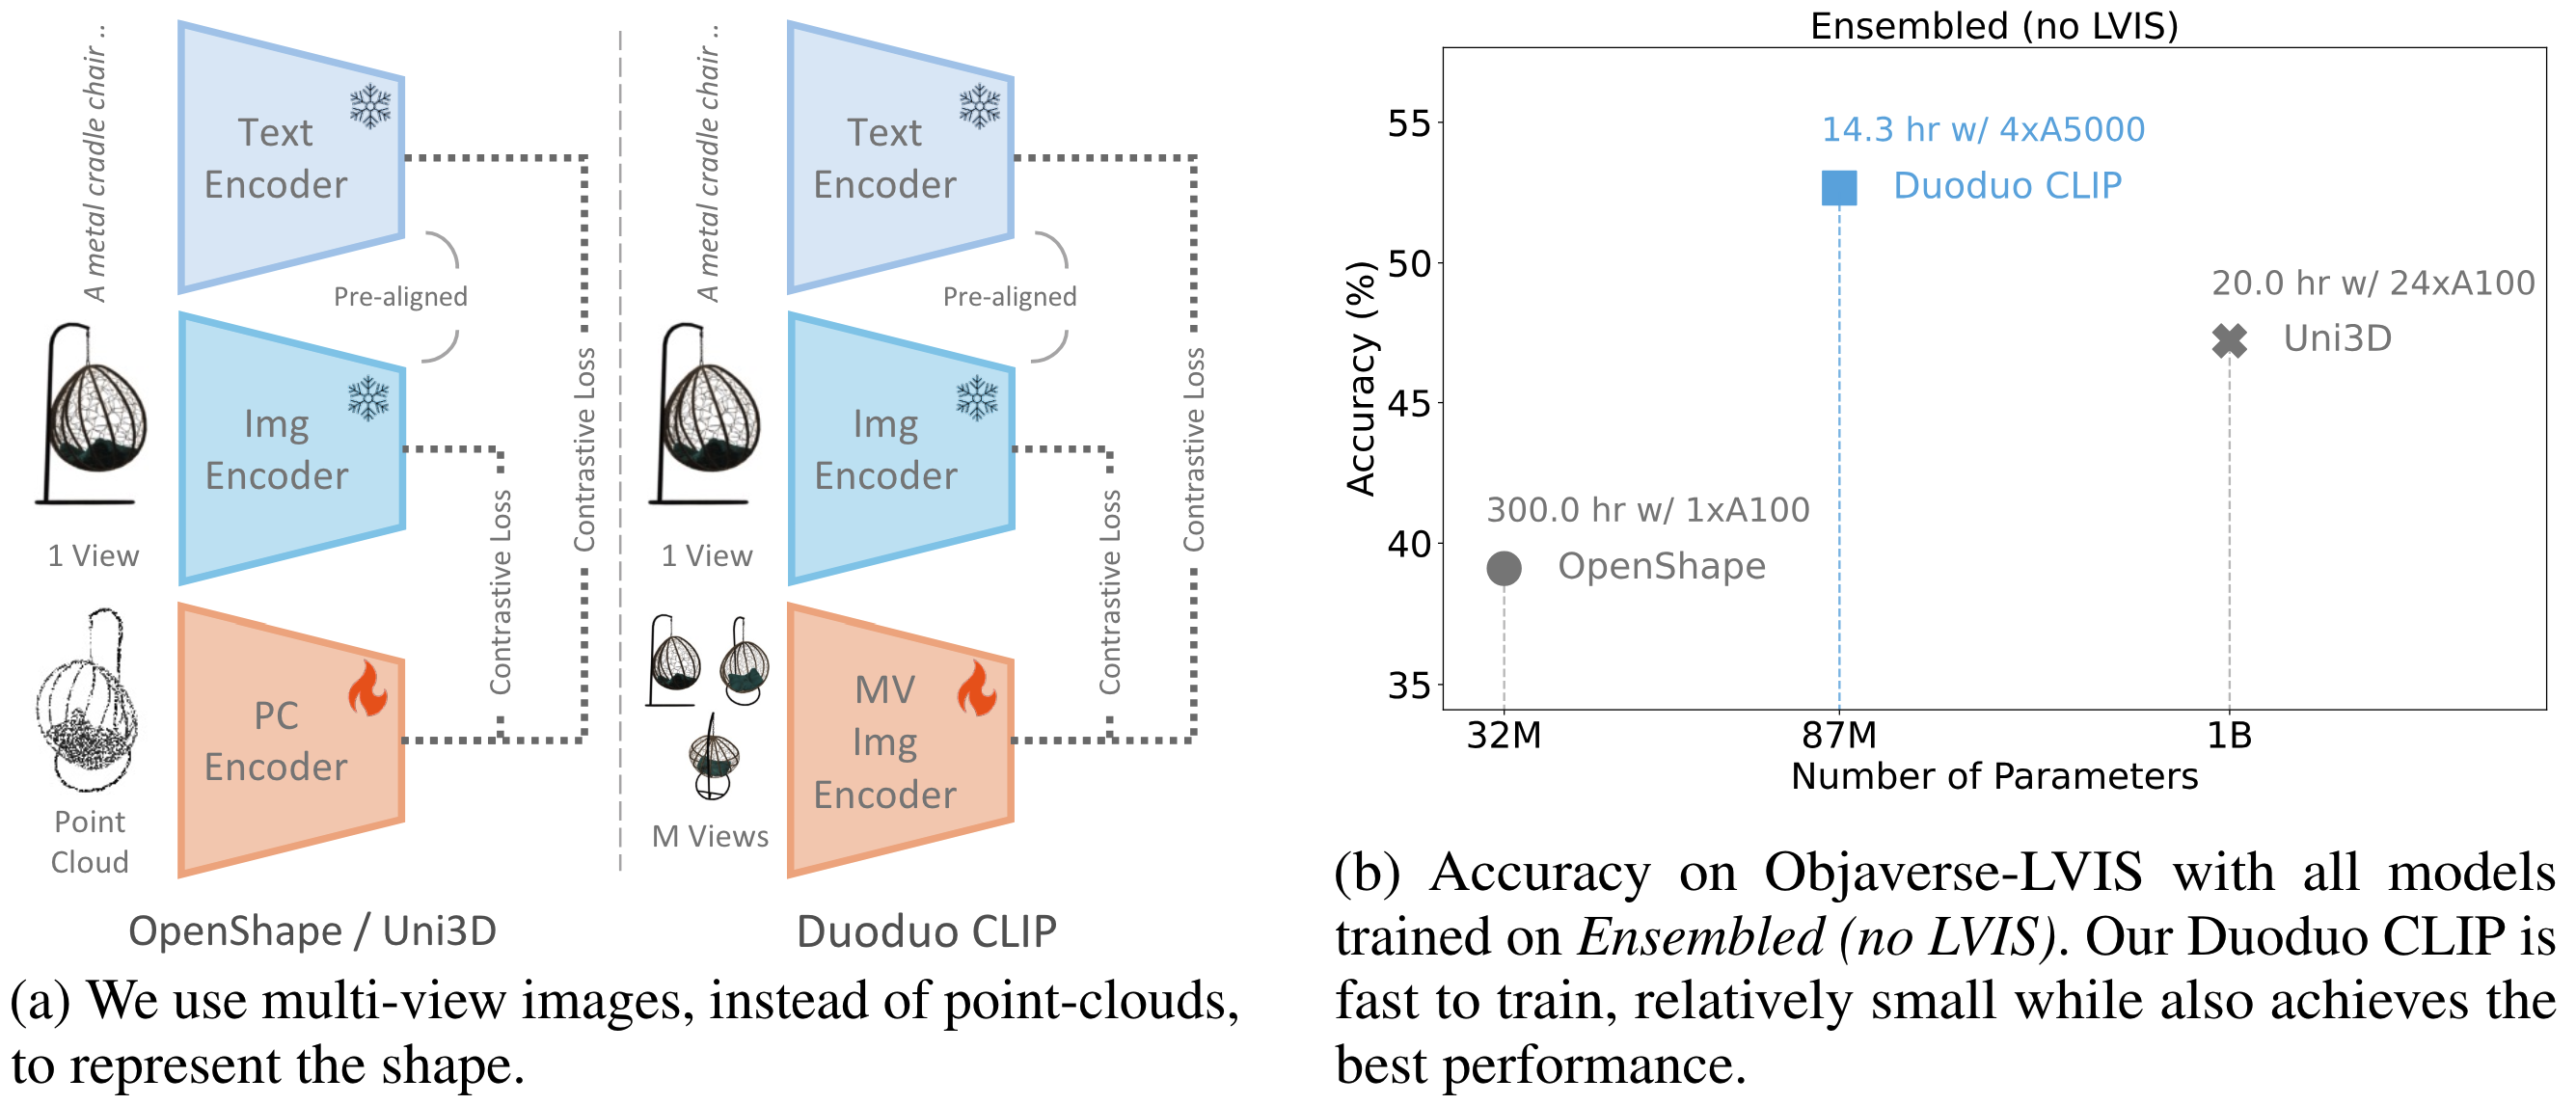 A metal cradle chair ..
Text
Encoder
Pre-aligned
Img
Encoder
1 View
Contrastive Loss
Contrastive Loss
PC
Encoder
Point
Cloud
OpenShape / Uni3D
A metal cradle chair ..
Text
Encoder
Pre-aligned
Img
Encoder
1 View
Contrastive Loss
Contrastive Loss
MV
Img
Encoder
M Views
Duoduo CLIP
(a) We use multi-view images, instead of point-clouds,
to represent the shape.
Ensembled (no LVIS)
Accuracy (%)
55
50
45
40
35
14.3 hr w/ 4xA5000
Duoduo CLIP
20.0 hr w/ 24xA100
Uni3D
300.0 hr w/ 1xA100
OpenShape
32M
87M
1B
Number of Parameters
(b) Accuracy on Objaverse-LVIS with all models
trained on Ensembled (no LVIS). Our Duoduo CLIP is
fast to train, relatively small while also achieves the
best performance.